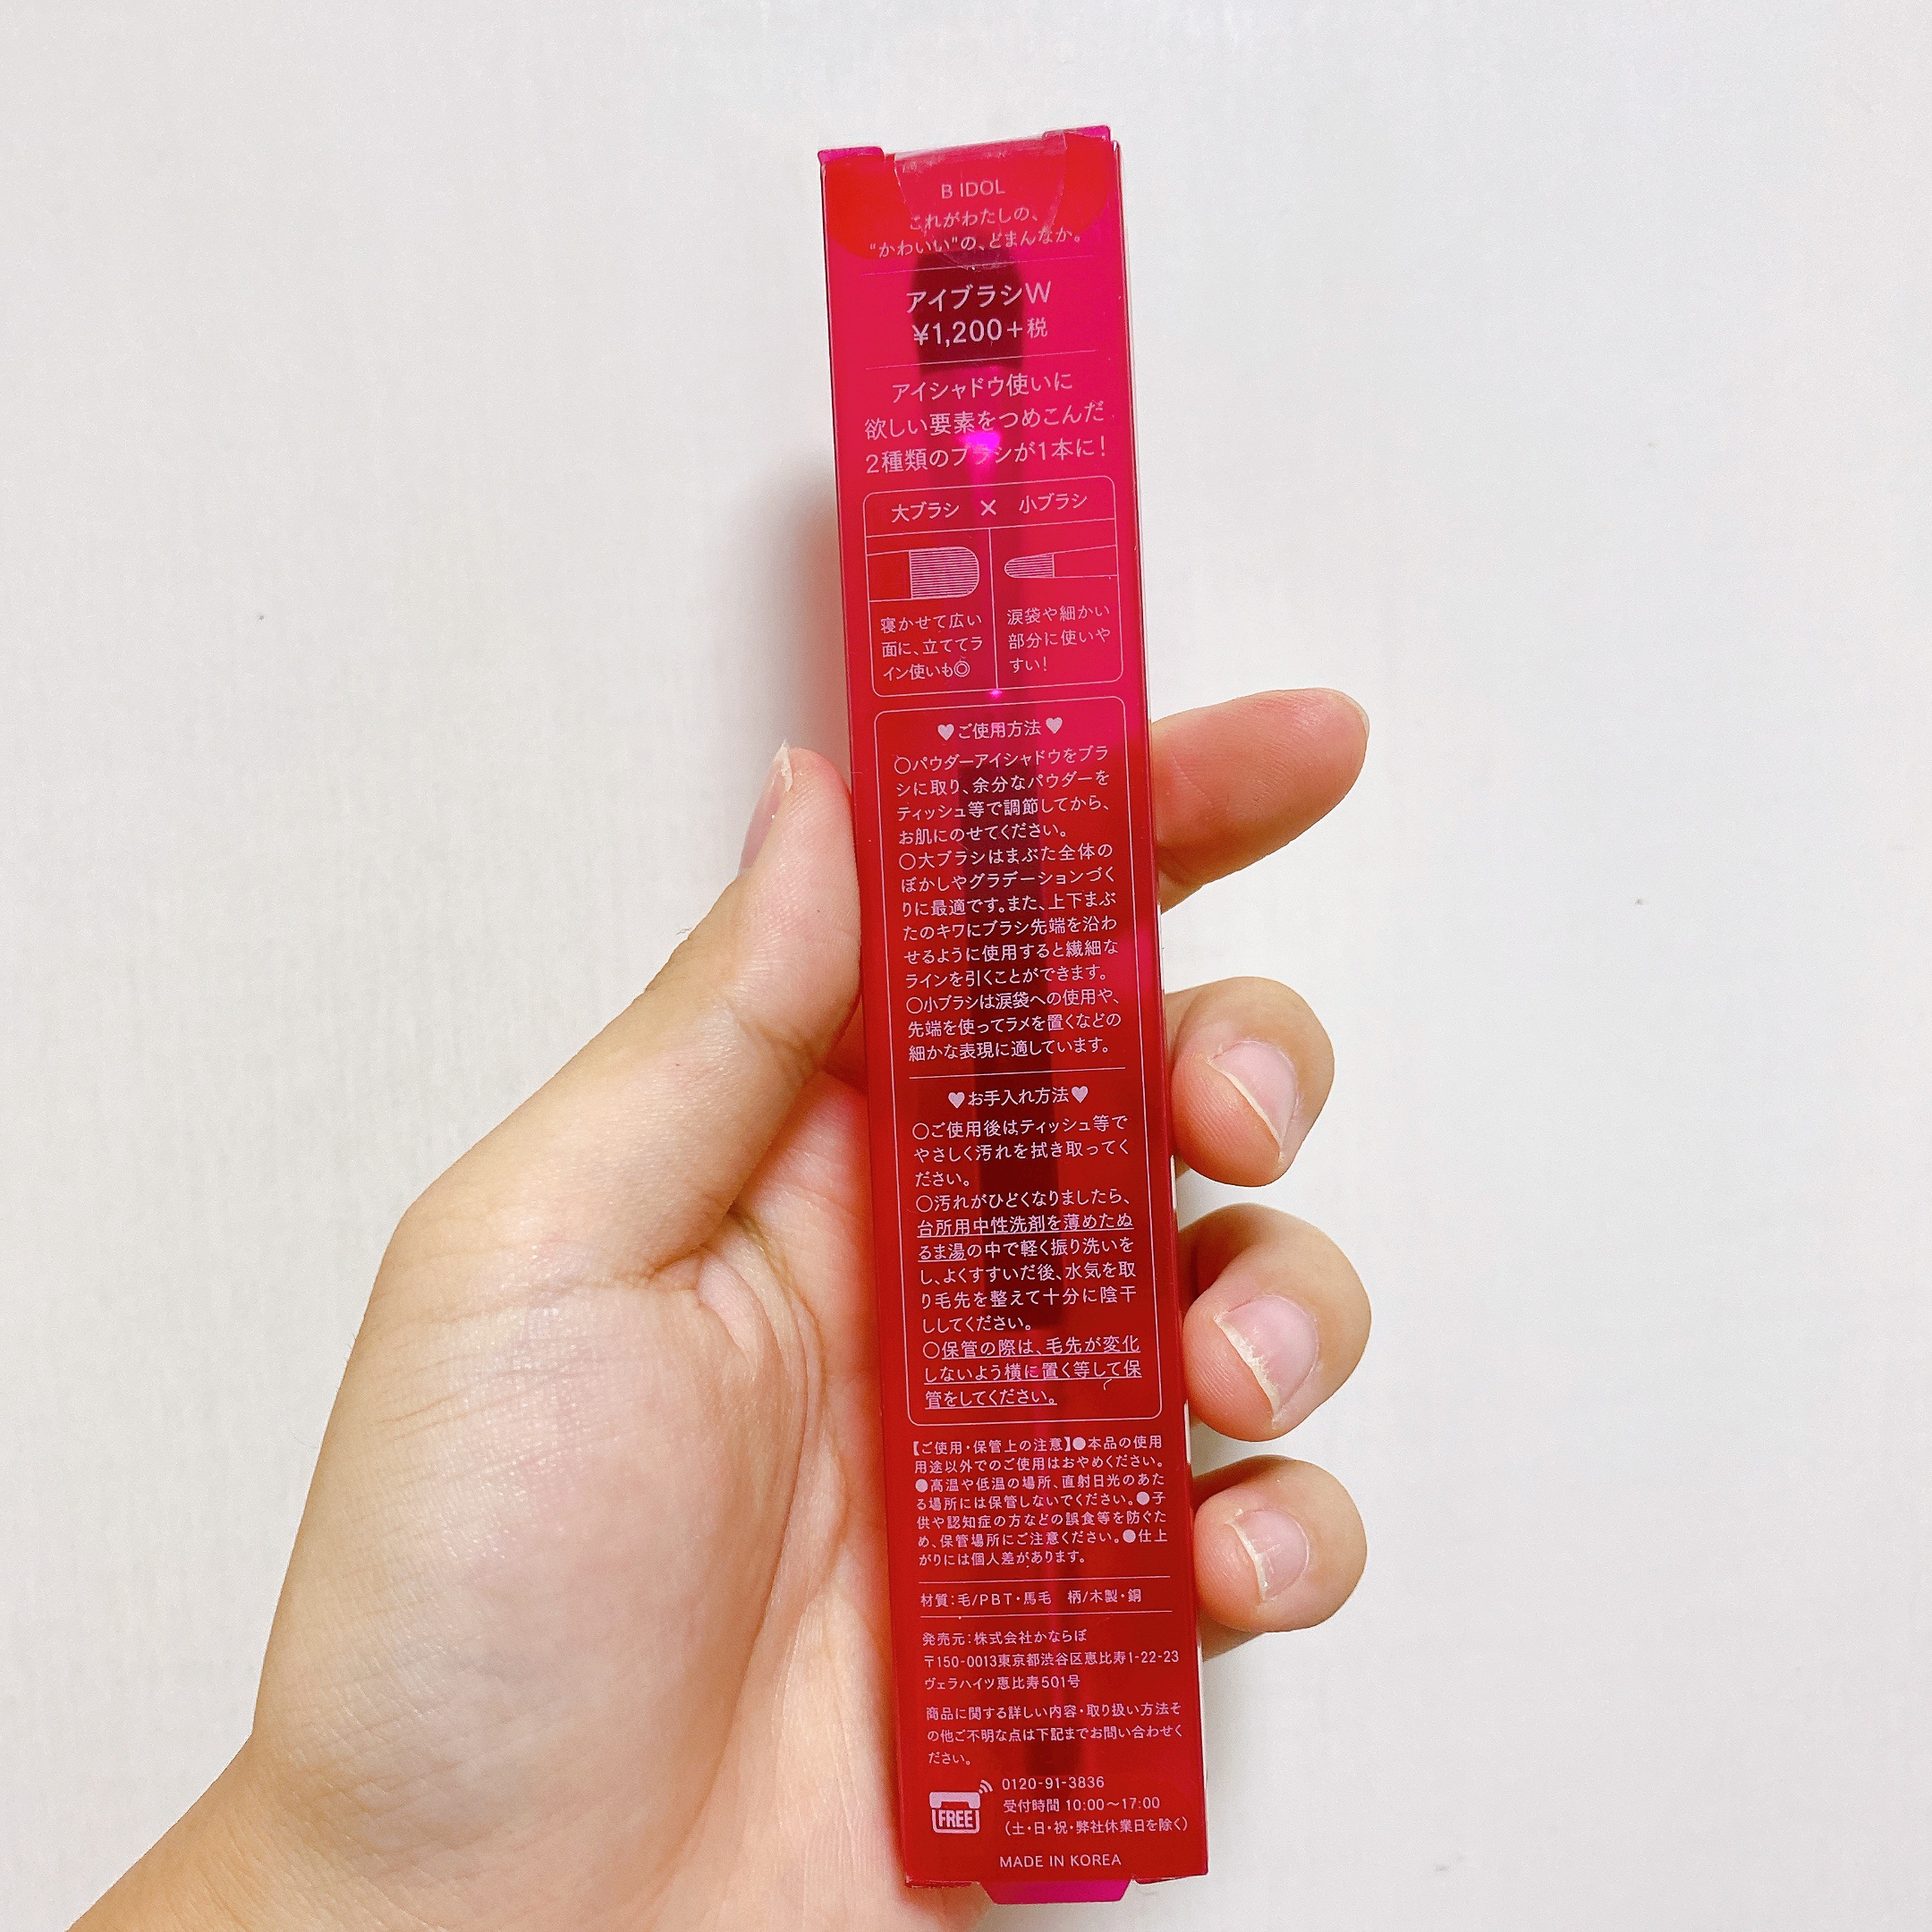 B IDOL
これがわたしの、
“かわいい”の、どまんなか。
アイブラシW
¥1,200+税
アイシャドウ使いに
欲しい要素をつめこんだ
2種類のブラシが1本に!
大ブラシ × 小ブラシ
寝かせて広い
面に、立ててラ
イン使いも◎
涙袋や細かい
部分に使いや
すい!
♥ご使用方法♥
○パウダーアイシャドウをブラ
シに取り、余分なパウダーを
ティッシュ等で調節してから、
お肌にのせてください。
○大ブラシはまぶた全体の
ぼかしやグラデーションづく
りに最適です。また、上下まぶ
たのキワにブラシ先端を沿わ
せるように使用すると繊細な
ラインを引くことができます。
○小ブラシは涙袋への使用や、
先端を使ってラメを置くなどの
細かな表現に適しています。
♥お手入れ方法♥
○ご使用後はティッシュ等で
やさしく汚れを拭き取ってく
ださい。
○汚れがひどくなりましたら、
台所用中性洗剤を薄めたぬ
るま湯の中で軽く振り洗いを
し、よくすすいだ後、水気を取
り毛先を整えて十分に陰干
ししてください。
○保管の際は、毛先が変化
しないよう横に置く等して保
管をしてください。
【ご使用・保管上の注意】●本品の使用
用途以外でのご使用はおやめください。
●高温や低温の場所、直射日光のあた
る場所には保管しないでください。●子
供や認知症の方などの誤食等を防ぐた
め、保管場所にご注意ください。●仕上
がりには個人差があります。
材質:毛/PBT・馬毛 柄/木製・銅
発売元:株式会社かならぼ
〒150-0013東京都渋谷区恵比寿1-22-23
ヴェラハイツ恵比寿501号
商品に関する詳しい内容・取り扱い方法そ
の他ご不明な点は下記までお問い合わせく
ださい。
FREE
0120-91-3836
受付時間 10:00〜17:00
(土・日・祝・弊社休業日を除く)
MADE IN KOREA